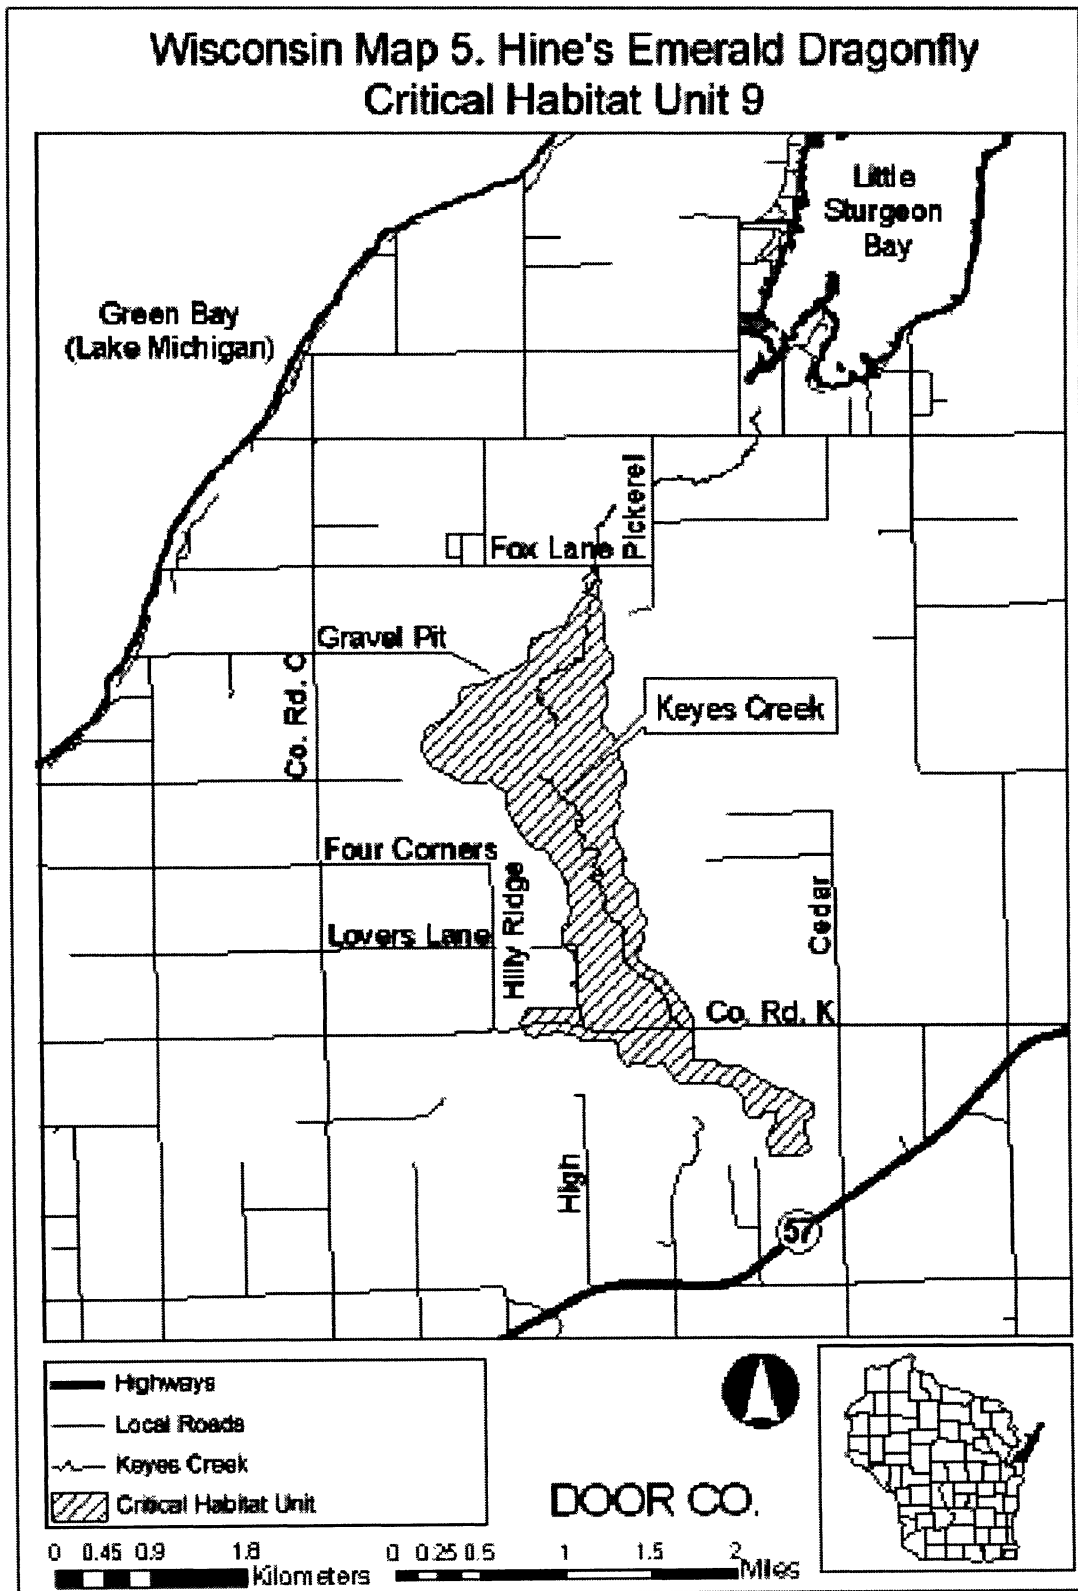 Wisconsin Map 5. Hine's Emerald Dragonfly
Critical Habitat Unit 9
Little
Sturgeon
Bay
Green Bay
(Lake Michigan)
Pickerel
Fox Lane
Gravel Pit
Co. Rd. C
Keyes Creek
Four Corners
Hilly Ridge
Cedar
Lovers Lane
Co. Rd. K
High
57
Highways
Local Roads
Keyes Creek
Critical Habitat Unit
DOOR CO.
0 0.45 0.9 1.8
Kilometers
0 0.25 0.5 1 1.5 2
Miles